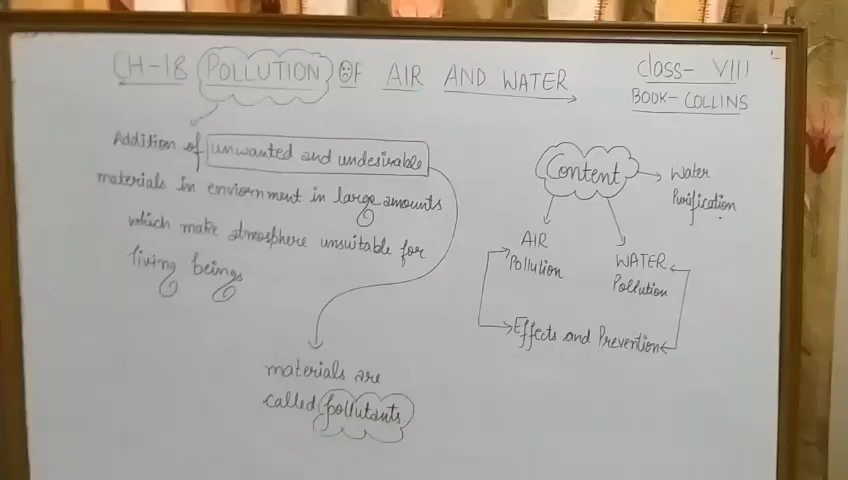 CH-18 POLLUTION OF AIR AND WATER
Class- VIII
BOOK- COLLINS
Addition of unwanted and undesirable
materials in enviornment in large amounts
which make atmosphere unsuitable for
living beings
materials are
called pollutants
Content
Water
Purification
AIR
Pollution
WATER
Pollution
Effects and Prevention